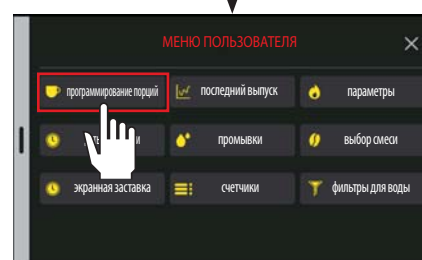 МЕНЮ ПОЛЬЗОВАТЕЛЯ
программирование порций
последний выпуск
параметры
промывки
выбор смеси
экранная заставка
счетчики
фильтры для воды